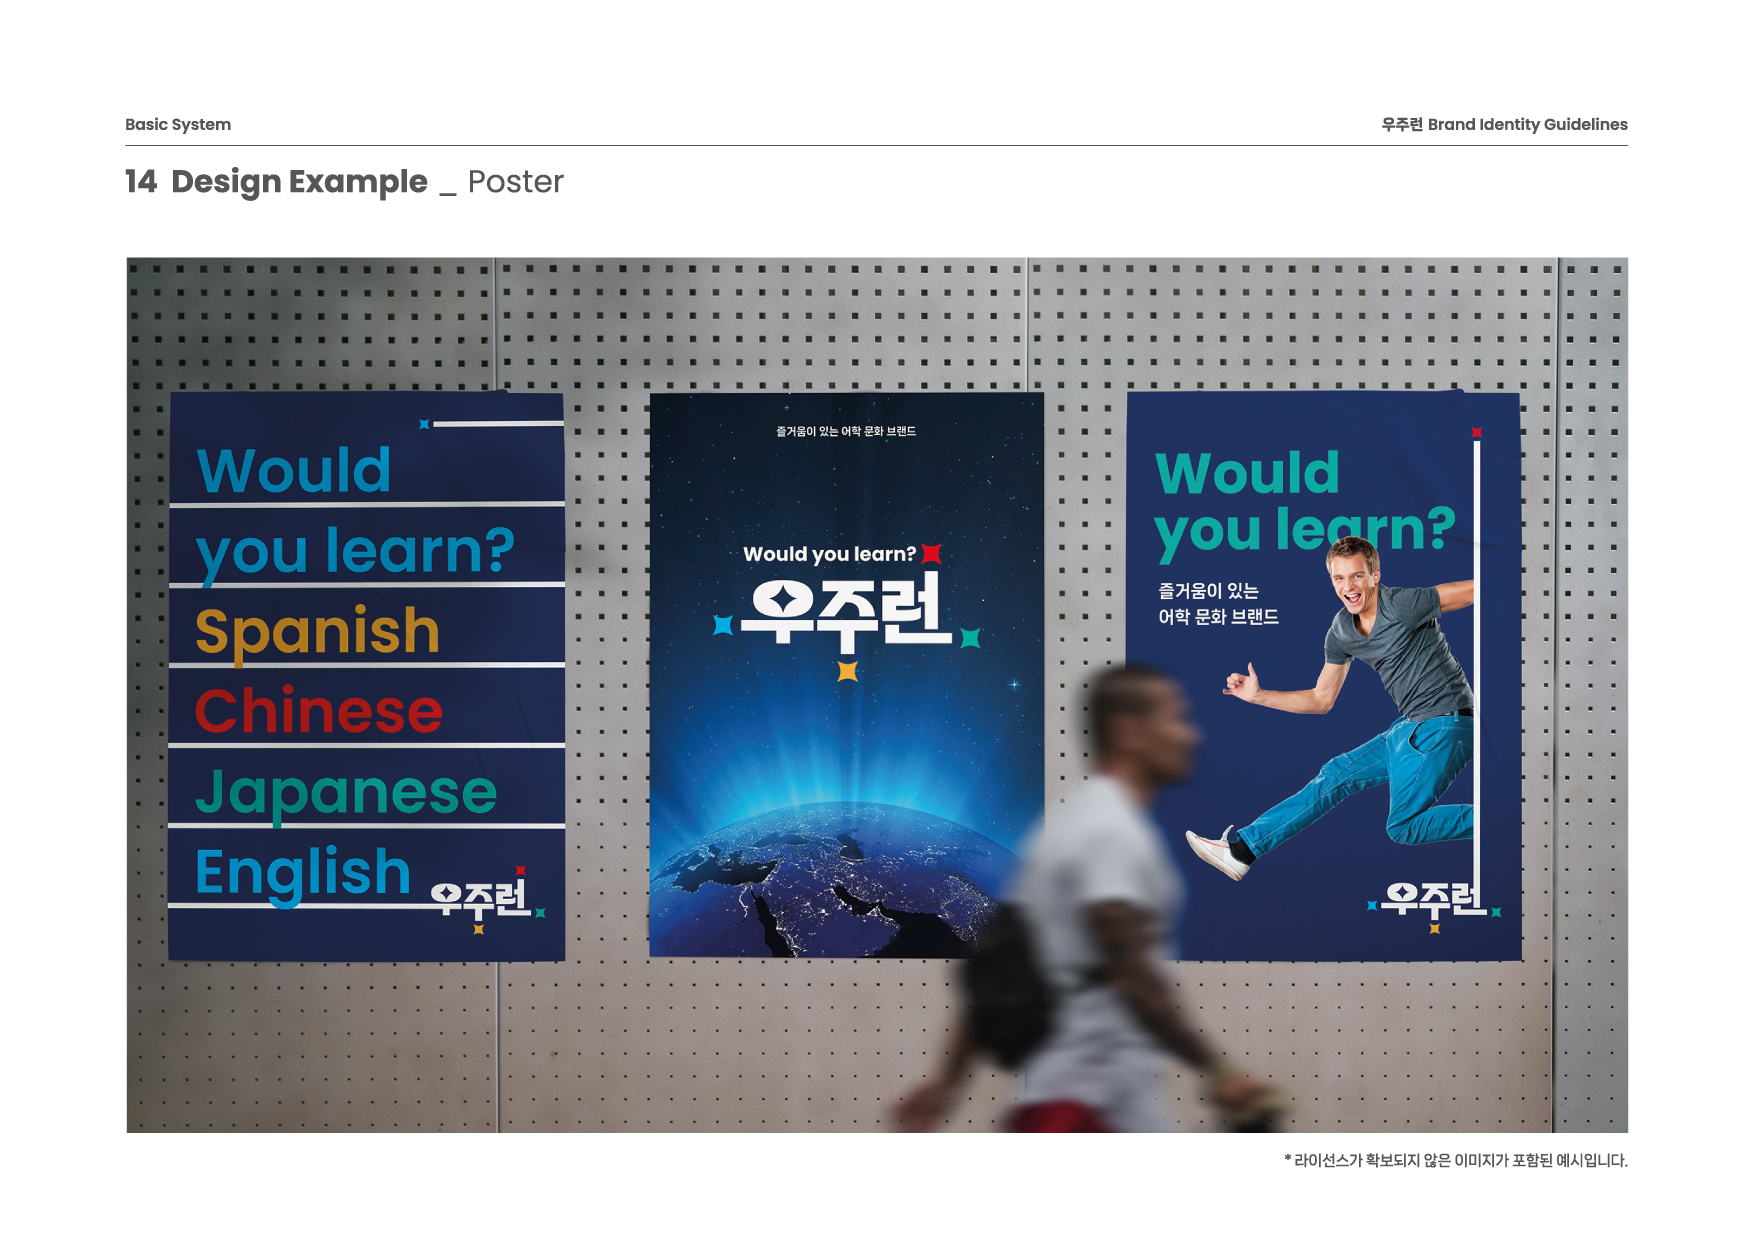 Basic System
우주런 Brand Identity Guidelines
14 Design Example _ Poster
Would
you learn?
Spanish
Chinese
Japanese
English
우주런
즐거움이 있는 어학 문화 브랜드
Would you learn?
우주런
Would
you learn?
즐거움이 있는
어학 문화 브랜드
우주런
* 라이선스가 확보되지 않은 이미지가 포함된 예시입니다.